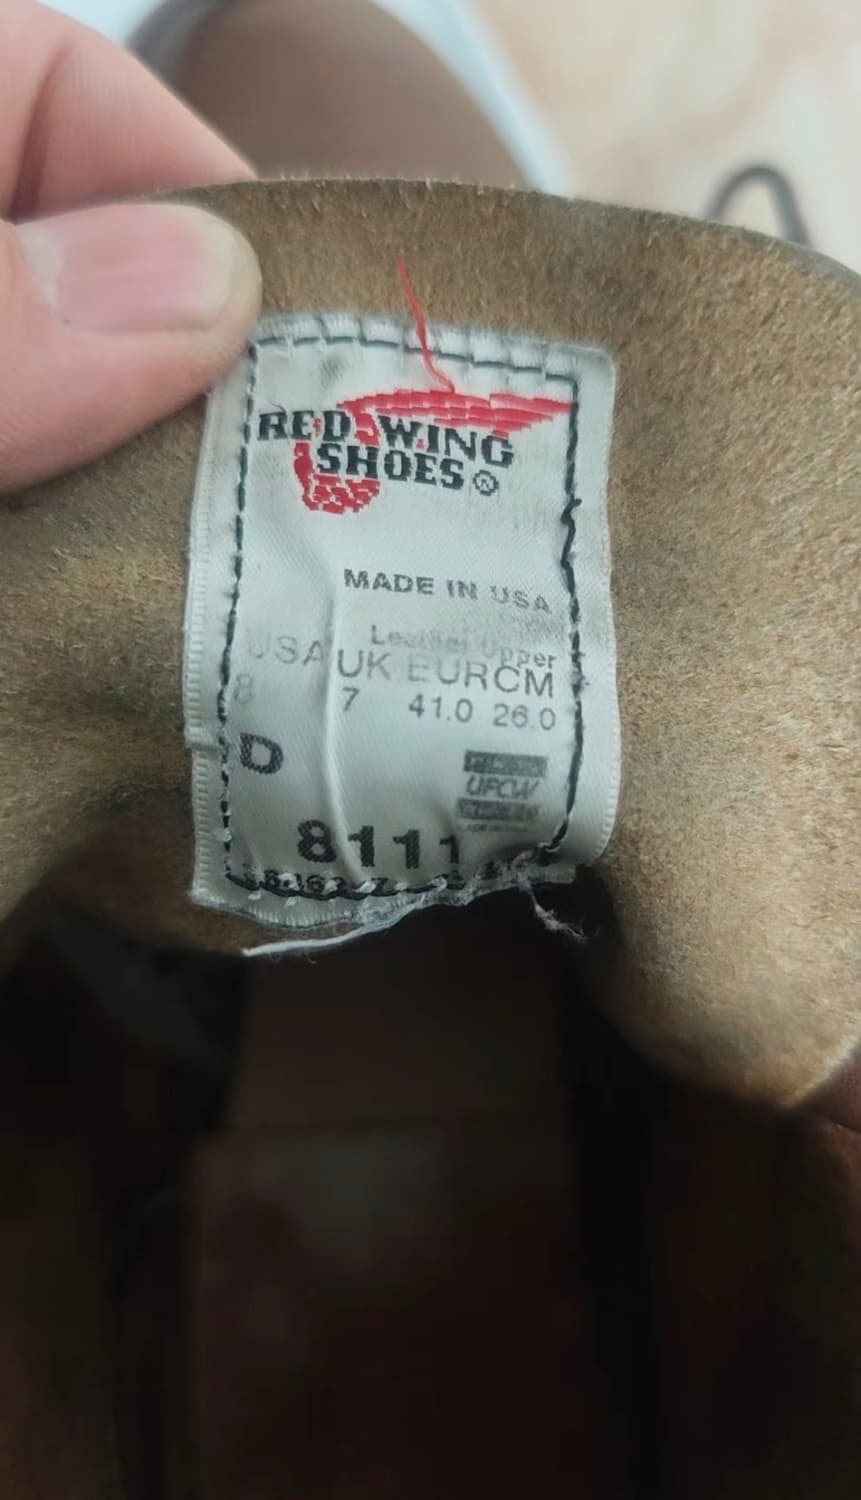 RED WING
SHOES®
MADE IN USA
Leather Upper
USA UK EUR CM
8 7 41.0 26.0
D
UFCW
8111